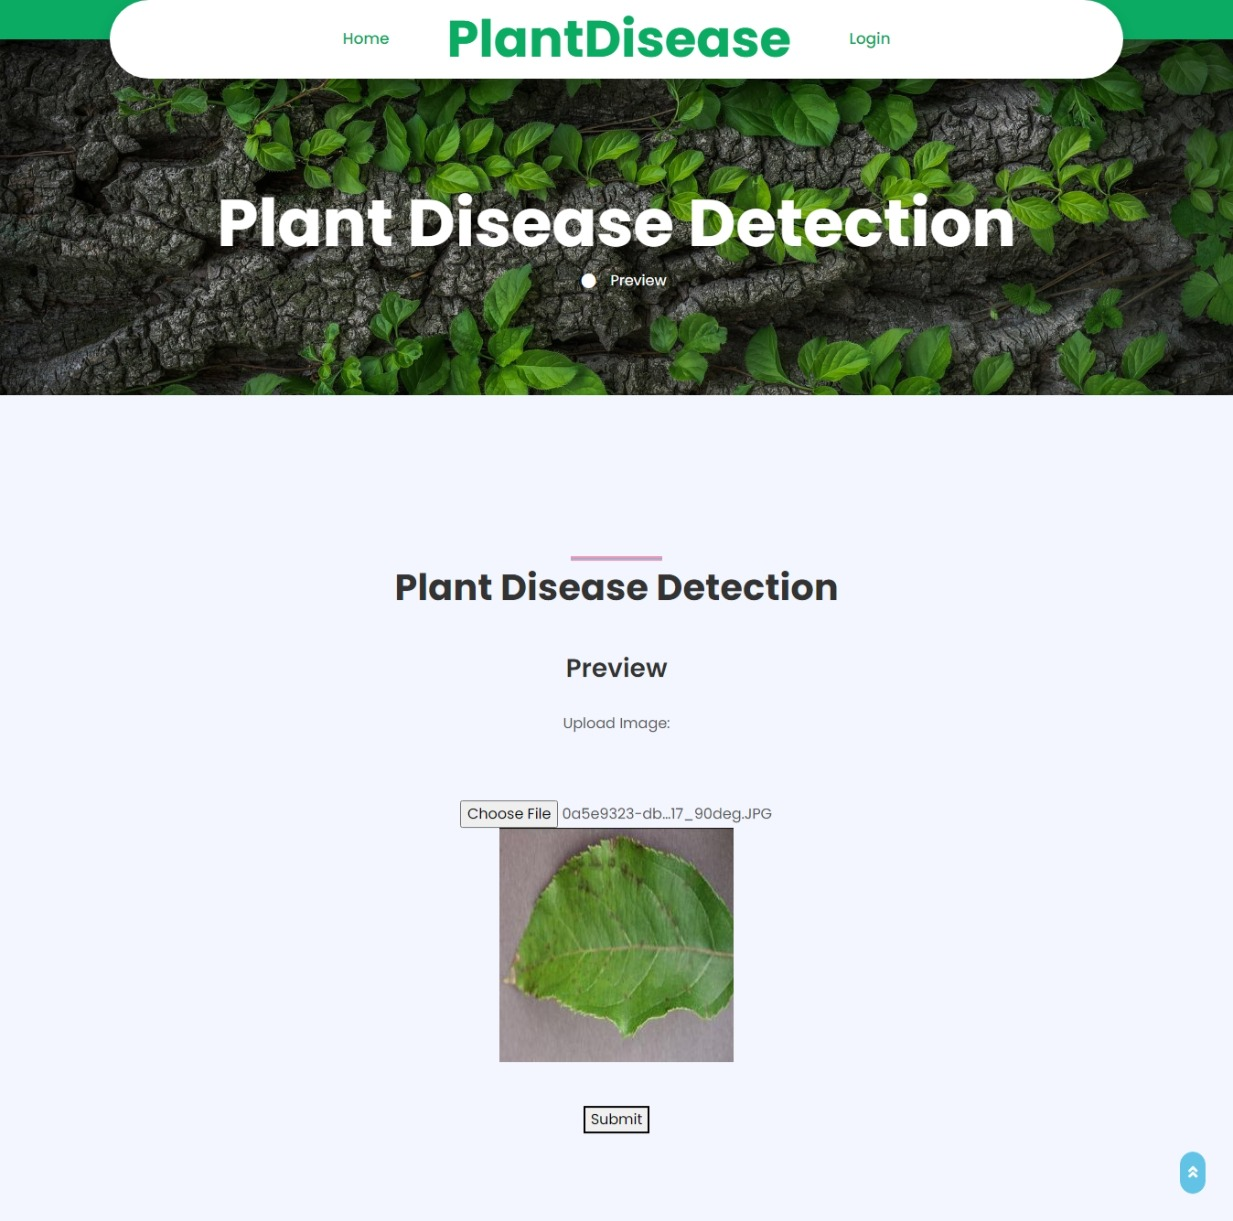 Home PlantDisease Login
Plant Disease Detection
Preview
Plant Disease Detection
Preview
Upload Image:
Choose File 0a5e9323-db...17_90deg.JPG
Submit